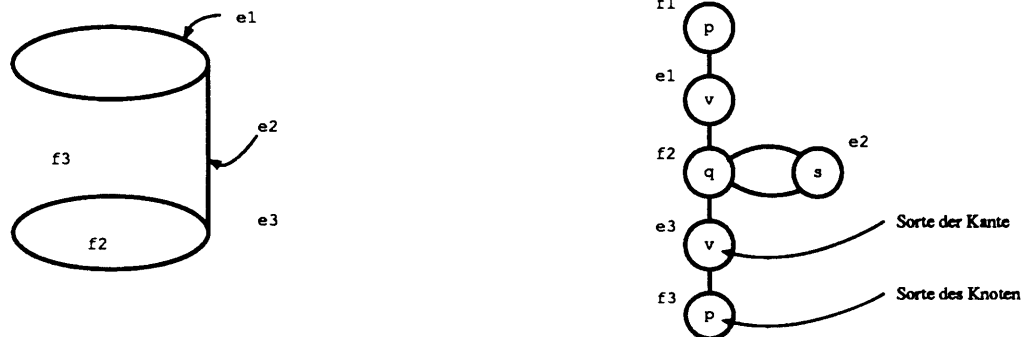 e1
e2
f3
e3
f2
f1
p
e1
v
f2
q
s
e2
e3
v
Sorte der Kante
f3
p
Sorte des Knoten